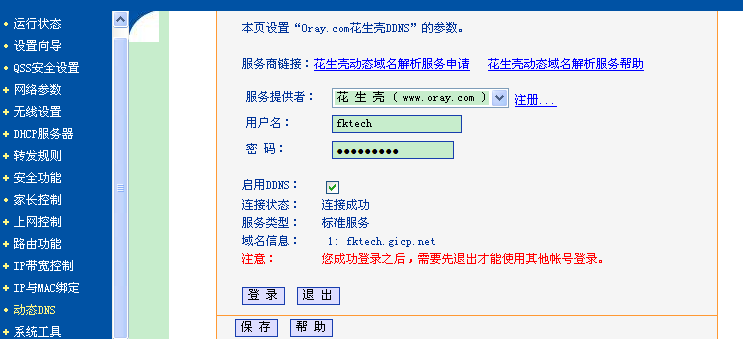 运行状态
设置向导
QSS安全设置
网络参数
无线设置
DHCP服务器
转发规则
安全功能
家长控制
上网控制
路由功能
IP带宽控制
IP与MAC绑定
动态DNS
系统工具
本页设置“Oray.com花生壳DDNS”的参数。
服务商链接：花生壳动态域名解析服务申请 花生壳动态域名解析服务帮助
服务提供者： 花 生 壳 ( www.oray.com ) 注册...
用户名： fktech
密 码： ●●●●●●●●●
启用DDNS：
连接状态： 连接成功
服务类型： 标准服务
域名信息： 1: fktech.gicp.net
注意： 您成功登录之后，需要先退出才能使用其他帐号登录。
登 录 退 出
保 存 帮 助